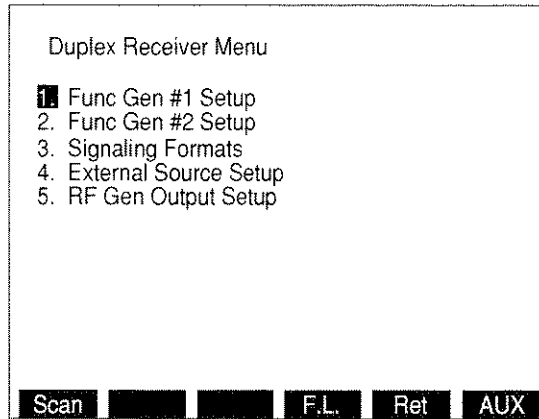 Duplex Receiver Menu
1. Func Gen #1 Setup
2. Func Gen #2 Setup
3. Signaling Formats
4. External Source Setup
5. RF Gen Output Setup
Scan F.L. Ret AUX